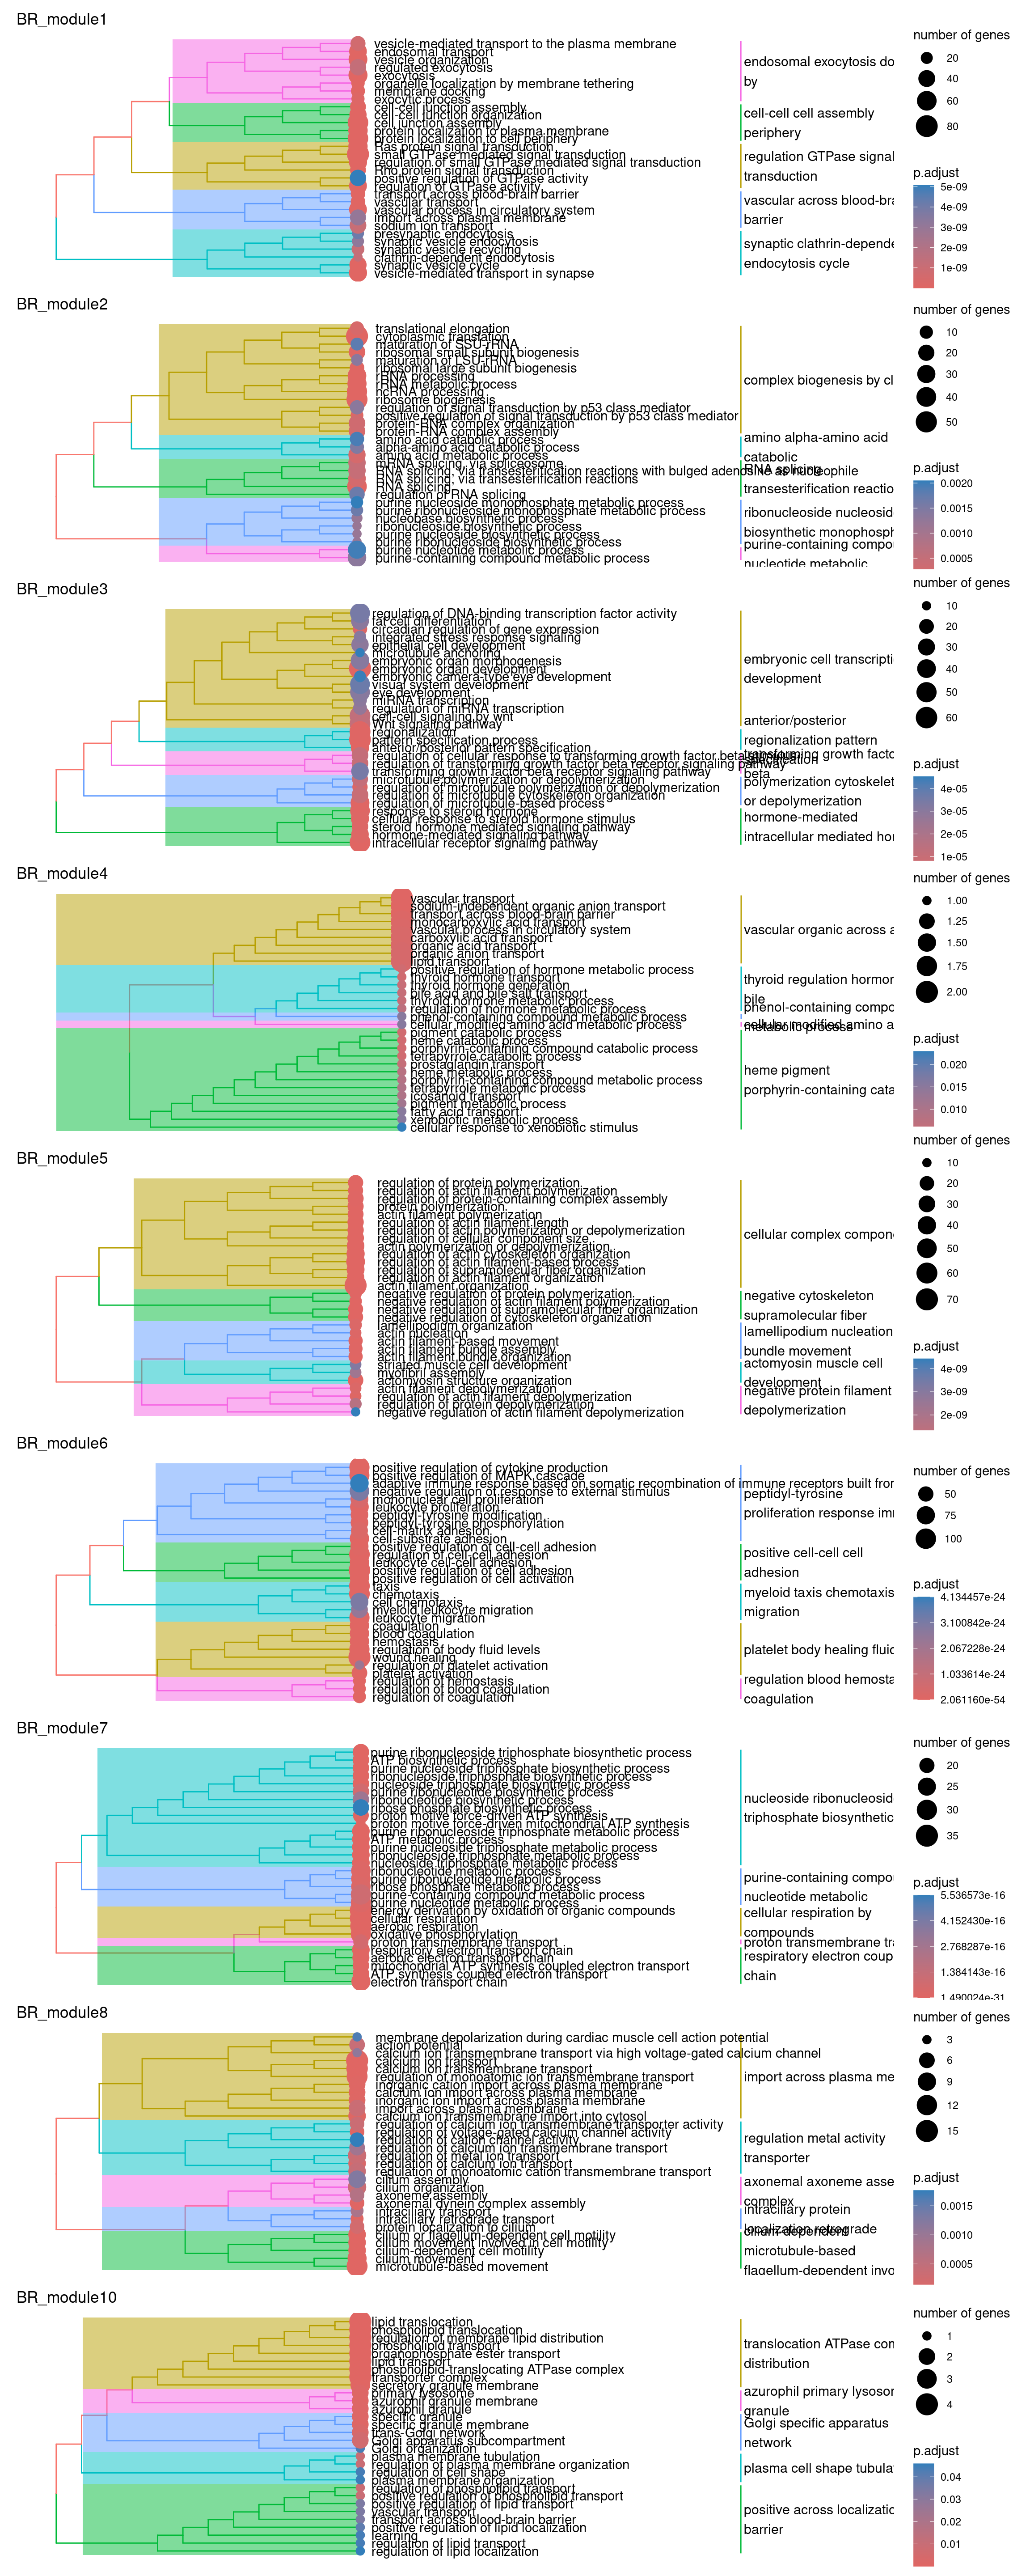 BR_module1
vesicle-mediated transport to the plasma membrane
endosomal transport
vesicle organization
regulated exocytosis
exocytosis
organelle localization by membrane tethering
membrane docking
exocytic process
cell-cell junction assembly
cell-cell junction organization
cell junction assembly
protein localization to plasma membrane
protein localization to cell periphery
Ras protein signal transduction
small GTPase mediated signal transduction
regulation of small GTPase mediated signal transduction
Rho protein signal transduction
positive regulation of GTPase activity
regulation of GTPase activity
transport across blood-brain barrier
vascular transport
vascular process in circulatory system
import across plasma membrane
sodium ion transport
presynaptic endocytosis
synaptic vesicle endocytosis
synaptic vesicle recycling
clathrin-dependent endocytosis
synaptic vesicle cycle
vesicle-mediated transport in synapse
endosomal exocytosis do
by
cell-cell cell assembly
periphery
regulation GTPase signal
transduction
vascular across blood-bra
barrier
synaptic clathrin-depende
endocytosis cycle
number of genes
20
40
60
80
p.adjust
5e-09
4e-09
3e-09
2e-09
1e-09
BR_module2
translational elongation
cytoplasmic translation
maturation of SSU-rRNA
ribosomal small subunit biogenesis
maturation of LSU-rRNA
ribosomal large subunit biogenesis
rRNA processing
rRNA metabolic process
ncRNA processing
ribosome biogenesis
regulation of signal transduction by p53 class mediator
positive regulation of signal transduction by p53 class mediator
protein-RNA complex organization
protein-RNA complex assembly
amino acid catabolic process
alpha-amino acid catabolic process
amino acid metabolic process
mRNA splicing, via spliceosome
RNA splicing, via transesterification reactions with bulged adenosine as nucleophile
RNA splicing, via transesterification reactions
RNA splicing
regulation of RNA splicing
purine nucleoside monophosphate metabolic process
purine ribonucleoside monophosphate metabolic process
nucleobase biosynthetic process
ribonucleoside biosynthetic process
purine nucleoside biosynthetic process
purine ribonucleoside biosynthetic process
purine nucleotide metabolic process
purine-containing compound metabolic process
complex biogenesis by cl
amino alpha-amino acid
catabolic
RNA splicing
transesterification reactio
ribonucleoside nucleosid
biosynthetic monophosph
purine-containing compo
nucleotide metabolic
number of genes
10
20
30
40
50
p.adjust
0.0020
0.0015
0.0010
0.0005
BR_module3
regulation of DNA-binding transcription factor activity
fat cell differentiation
circadian regulation of gene expression
integrated stress response signaling
epithelial cell development
microtubule anchoring
embryonic organ morphogenesis
embryonic organ development
embryonic camera-type eye development
visual system development
eye development
miRNA transcription
regulation of miRNA transcription
cell-cell signaling by wnt
Wnt signaling pathway
regionalization
pattern specification process
anterior/posterior pattern specification
regulation of cellular response to transforming growth factor beta
regulation of transforming growth factor beta receptor signaling pathway
transforming growth factor beta receptor signaling pathway
microtubule polymerization or depolymerization
regulation of microtubule polymerization or depolymerization
regulation of microtubule cytoskeleton organization
regulation of microtubule-based process
response to steroid hormone
cellular response to steroid hormone stimulus
steroid hormone mediated signaling pathway
hormone-mediated signaling pathway
intracellular receptor signaling pathway
embryonic cell transcripti
development
anterior/posterior
regionalization pattern
specification
transforming growth facto
beta
polymerization cytoskelet
or depolymerization
hormone-mediated
intracellular mediated hor
number of genes
10
20
30
40
50
60
p.adjust
4e-05
3e-05
2e-05
1e-05
BR_module4
vascular transport
sodium-independent organic anion transport
transport across blood-brain barrier
monocarboxylic acid transport
vascular process in circulatory system
carboxylic acid transport
organic acid transport
organic anion transport
lipid transport
positive regulation of hormone metabolic process
thyroid hormone transport
thyroid hormone generation
bile acid and bile salt transport
thyroid hormone metabolic process
regulation of hormone metabolic process
phenol-containing compound metabolic process
cellular modified amino acid metabolic process
pigment catabolic process
heme catabolic process
porphyrin-containing compound catabolic process
tetrapyrrole catabolic process
prostaglandin transport
heme metabolic process
porphyrin-containing compound metabolic process
tetrapyrrole metabolic process
icosanoid transport
pigment metabolic process
fatty acid transport
xenobiotic metabolic process
cellular response to xenobiotic stimulus
vascular organic across a
thyroid regulation hormor
bile
phenol-containing compo
metabolic process
cellular modified amino a
heme pigment
porphyrin-containing cata
number of genes
1.00
1.25
1.50
1.75
2.00
p.adjust
0.020
0.015
0.010
BR_module5
regulation of protein polymerization
regulation of actin filament polymerization
regulation of protein-containing complex assembly
protein polymerization
actin filament polymerization
regulation of actin filament length
regulation of actin polymerization or depolymerization
regulation of cellular component size
actin polymerization or depolymerization
regulation of actin cytoskeleton organization
regulation of actin filament-based process
regulation of supramolecular fiber organization
regulation of actin filament organization
actin filament organization
negative regulation of protein polymerization
negative regulation of actin filament polymerization
negative regulation of supramolecular fiber organization
negative regulation of cytoskeleton organization
lamellipodium organization
actin nucleation
actin filament-based movement
actin filament bundle assembly
actin filament bundle organization
striated muscle cell development
myofibril assembly
actomyosin structure organization
actin filament depolymerization
regulation of actin filament depolymerization
regulation of protein depolymerization
negative regulation of actin filament depolymerization
cellular complex compon
negative cytoskeleton
supramolecular fiber
lamellipodium nucleation
bundle movement
actomyosin muscle cell
development
negative protein filament
depolymerization
number of genes
10
20
30
40
50
60
70
p.adjust
4e-09
3e-09
2e-09
BR_module6
positive regulation of cytokine production
positive regulation of MAPK cascade
adaptive immune response based on somatic recombination of immune receptors built from
negative regulation of response to external stimulus
mononuclear cell proliferation
leukocyte proliferation
peptidyl-tyrosine modification
peptidyl-tyrosine phosphorylation
cell-matrix adhesion
cell-substrate adhesion
positive regulation of cell-cell adhesion
regulation of cell-cell adhesion
leukocyte cell-cell adhesion
positive regulation of cell adhesion
positive regulation of cell activation
taxis
chemotaxis
cell chemotaxis
myeloid leukocyte migration
leukocyte migration
coagulation
blood coagulation
hemostasis
regulation of body fluid levels
wound healing
regulation of platelet activation
platelet activation
regulation of hemostasis
regulation of blood coagulation
regulation of coagulation
peptidyl-tyrosine
proliferation response imr
positive cell-cell cell
adhesion
myeloid taxis chemotaxis
migration
platelet body healing fluid
regulation blood hemosta
coagulation
number of genes
50
75
100
p.adjust
4.134457e-24
3.100842e-24
2.067228e-24
1.033614e-24
2.061160e-54
BR_module7
purine ribonucleoside triphosphate biosynthetic process
ATP biosynthetic process
purine nucleoside triphosphate biosynthetic process
ribonucleoside triphosphate biosynthetic process
nucleoside triphosphate biosynthetic process
purine ribonucleotide biosynthetic process
ribonucleotide biosynthetic process
ribose phosphate biosynthetic process
proton motive force-driven ATP synthesis
proton motive force-driven mitochondrial ATP synthesis
purine ribonucleoside triphosphate metabolic process
ATP metabolic process
purine nucleoside triphosphate metabolic process
ribonucleoside triphosphate metabolic process
nucleoside triphosphate metabolic process
ribonucleotide metabolic process
purine ribonucleotide metabolic process
ribose phosphate metabolic process
purine-containing compound metabolic process
purine nucleotide metabolic process
energy derivation by oxidation of organic compounds
cellular respiration
aerobic respiration
oxidative phosphorylation
proton transmembrane transport
respiratory electron transport chain
aerobic electron transport chain
mitochondrial ATP synthesis coupled electron transport
ATP synthesis coupled electron transport
electron transport chain
nucleoside ribonucleosid
triphosphate biosynthetic
purine-containing compou
nucleotide metabolic
cellular respiration by
compounds
proton transmembrane tra
respiratory electron coup
chain
number of genes
20
25
30
35
p.adjust
5.536573e-16
4.152430e-16
2.768287e-16
1.384143e-16
1.490024e-31
BR_module8
membrane depolarization during cardiac muscle cell action potential
action potential
calcium ion transmembrane transport via high voltage-gated calcium channel
calcium ion transport
calcium ion transmembrane transport
regulation of monoatomic ion transmembrane transport
inorganic cation import across plasma membrane
calcium ion import across plasma membrane
inorganic ion import across plasma membrane
import across plasma membrane
calcium ion transmembrane import into cytosol
regulation of calcium ion transmembrane transporter activity
regulation of voltage-gated calcium channel activity
regulation of cation channel activity
regulation of calcium ion transmembrane transport
regulation of metal ion transport
regulation of calcium ion transport
regulation of monoatomic cation transmembrane transport
cilium assembly
cilium organization
axoneme assembly
axonemal dynein complex assembly
intraciliary transport
intraciliary retrograde transport
protein localization to cilium
cilium or flagellum-dependent cell motility
cilium movement involved in cell motility
cilium-dependent cell motility
cilium movement
microtubule-based movement
import across plasma me
regulation metal activity
transporter
axonemal axoneme asse
complex
intraciliary protein
localization retrograde
cilium-dependent
microtubule-based
flagellum-dependent invo
number of genes
3
6
9
12
15
p.adjust
0.0015
0.0010
0.0005
BR_module10
lipid translocation
phospholipid translocation
regulation of membrane lipid distribution
phospholipid transport
organophosphate ester transport
lipid transport
phospholipid-translocating ATPase complex
transporter complex
secretory granule membrane
primary lysosome
azurophil granule membrane
azurophil granule
specific granule
specific granule membrane
trans-Golgi network
Golgi apparatus subcompartment
Golgi organization
plasma membrane tubulation
regulation of plasma membrane organization
regulation of cell shape
plasma membrane organization
regulation of phospholipid transport
positive regulation of phospholipid transport
positive regulation of lipid transport
vascular transport
transport across blood-brain barrier
positive regulation of lipid localization
learning
regulation of lipid transport
regulation of lipid localization
translocation ATPase con
distribution
azurophil primary lysosor
granule
Golgi specific apparatus
network
plasma cell shape tubula
positive across localizatic
barrier
number of genes
1
2
3
4
p.adjust
0.04
0.03
0.02
0.01